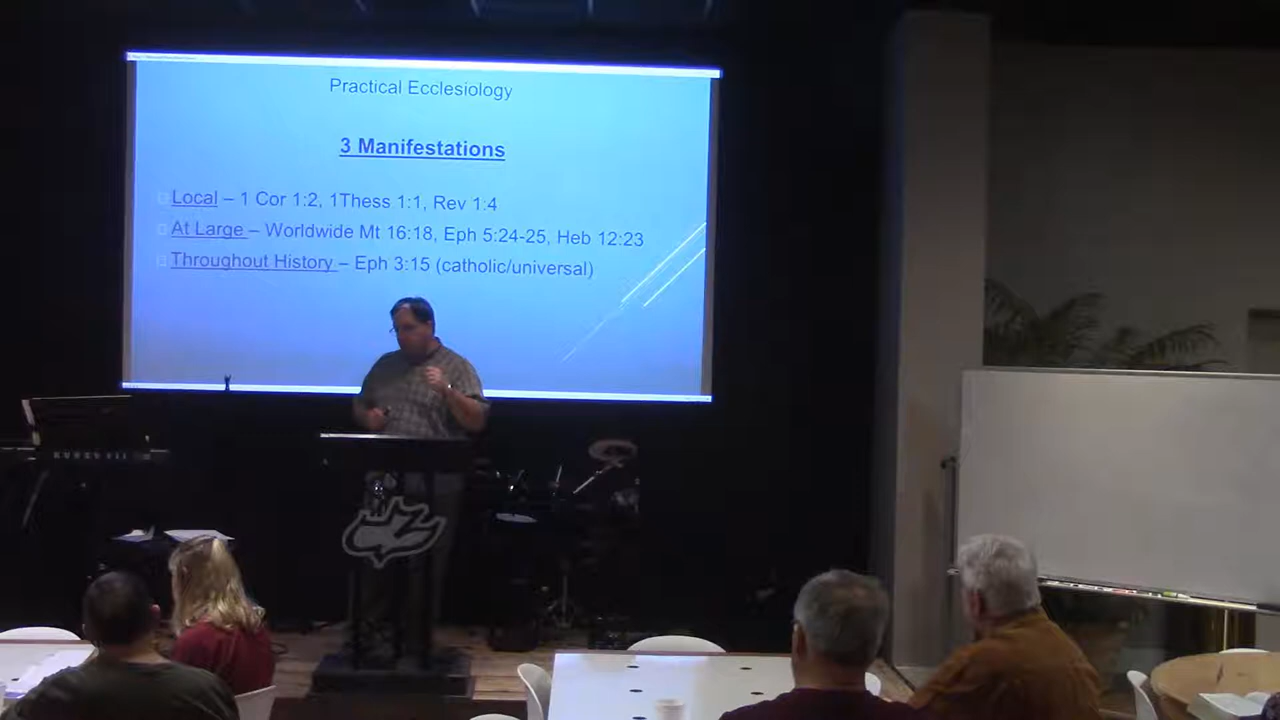 Practical Ecclesiology
3 Manifestations
Local – 1 Cor 1:2, 1Thess 1:1, Rev 1:4
At Large – Worldwide Mt 16:18, Eph 5:24-25, Heb 12:23
Throughout History – Eph 3:15 (catholic/universal)